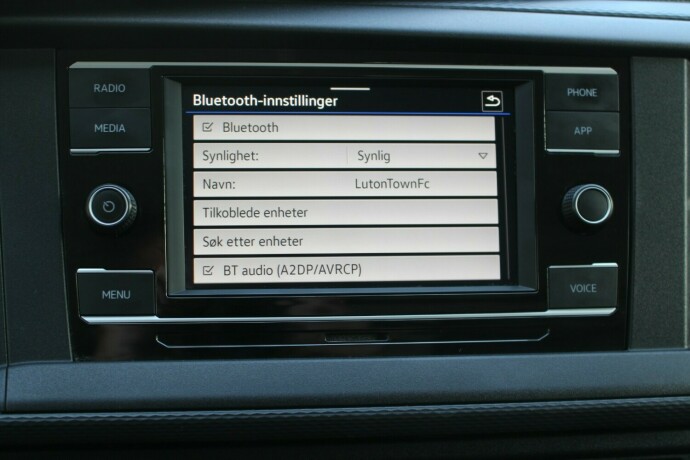 RADIO
MEDIA
MENU
Bluetooth-innstillinger
Bluetooth
Synlighet: Synlig
Navn: LutonTownFc
Tilkoblede enheter
Søk etter enheter
BT audio (A2DP/AVRCP)
PHONE
APP
VOICE